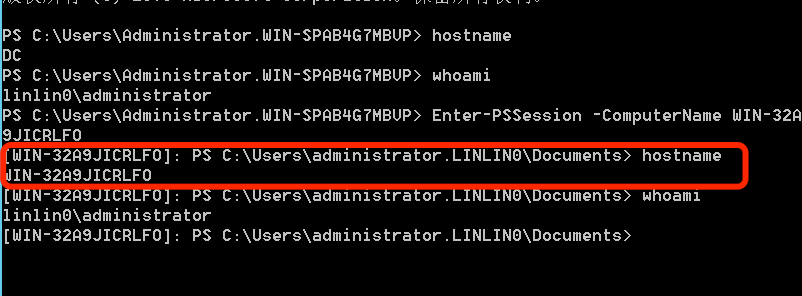 PS C:\Users\Administrator.WIN-SPAB4G7MBVP> hostname
DC
PS C:\Users\Administrator.WIN-SPAB4G7MBVP> whoami
linlin0\administrator
PS C:\Users\Administrator.WIN-SPAB4G7MBVP> Enter-PSSession -ComputerName WIN-32A
9JICRLFO
[WIN-32A9JICRLFO]: PS C:\Users\administrator.LINLIN0\Documents> hostname
WIN-32A9JICRLFO
[WIN-32A9JICRLFO]: PS C:\Users\administrator.LINLIN0\Documents> whoami
linlin0\administrator
[WIN-32A9JICRLFO]: PS C:\Users\administrator.LINLIN0\Documents>